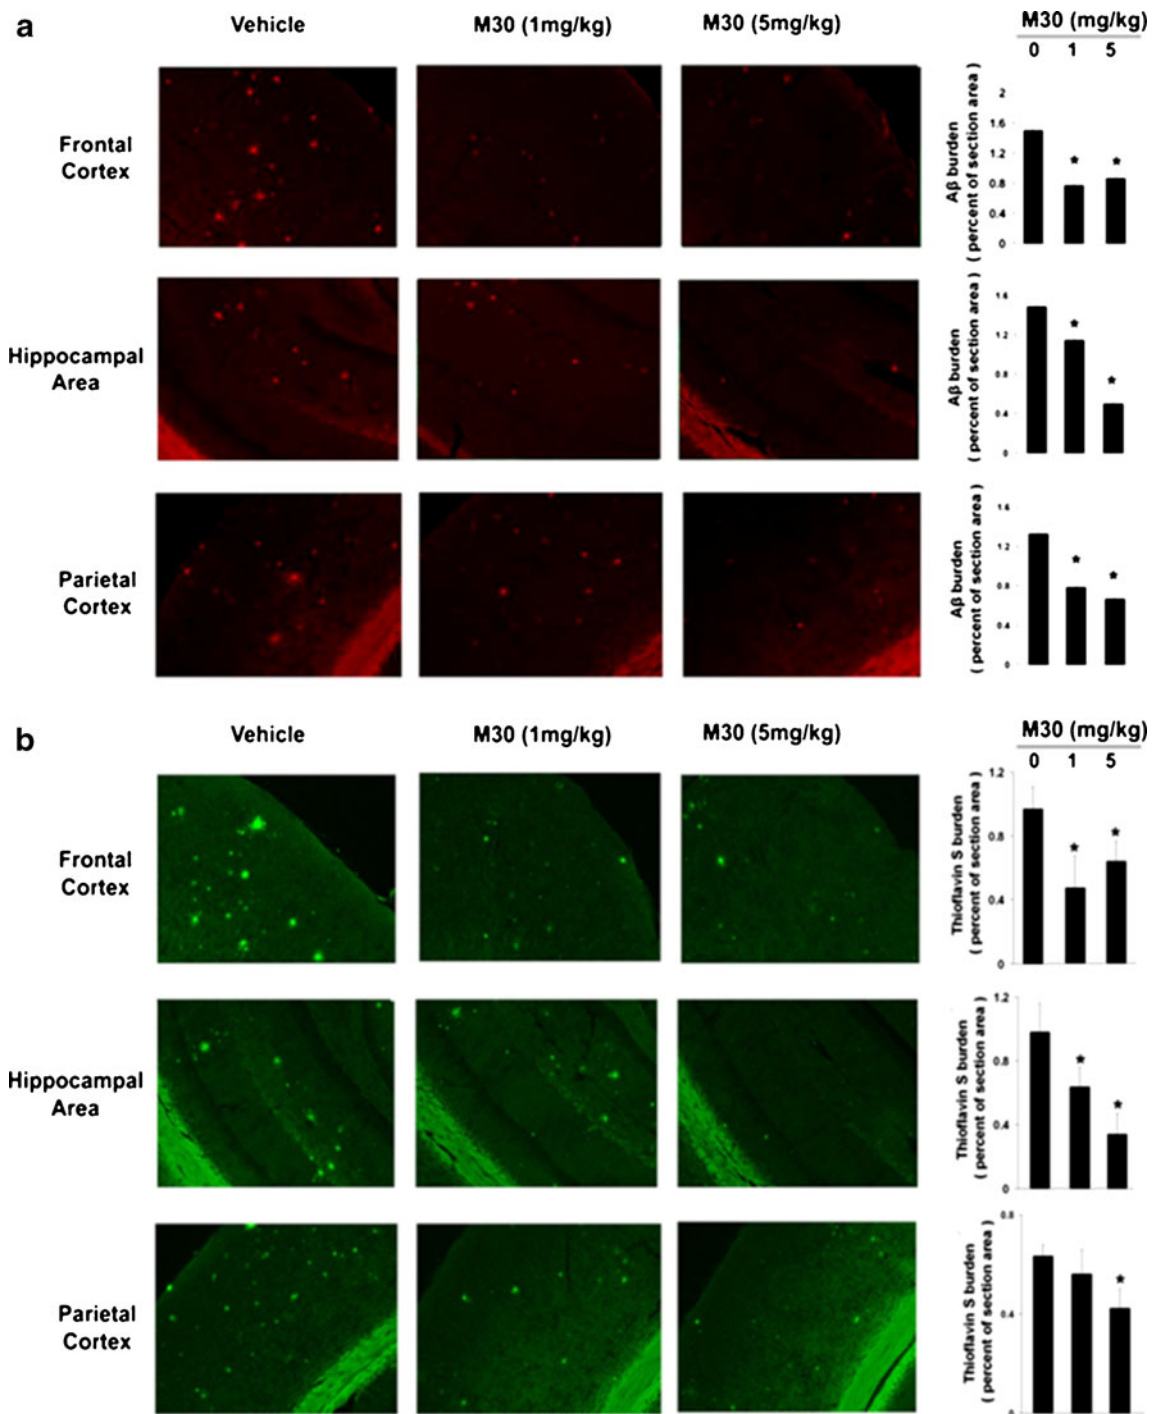 a
Vehicle
M30 (1mg/kg)
M30 (5mg/kg)
M30 (mg/kg)
0 1 5
Frontal
Cortex
Aβ burden
( percent of section area )
2
1.6
1.2
0.8
0.4
0
* *
Hippocampal
Area
Aβ burden
( percent of section area )
1.6
1.2
0.8
0.4
0
*
*
Parietal
Cortex
Aβ burden
( percent of section area )
1.6
1.2
0.8
0.4
0
*
*
b
Vehicle
M30 (1mg/kg)
M30 (5mg/kg)
M30 (mg/kg)
0 1 5
Frontal
Cortex
Thioflavin S burden
( percent of section area )
1.2
0.8
0.4
0
*
*
Hippocampal
Area
Thioflavin S burden
( percent of section area )
1.2
0.8
0.4
0
*
*
Parietal
Cortex
Thioflavin S burden
( percent of section area )
0.8
0.4
0
*